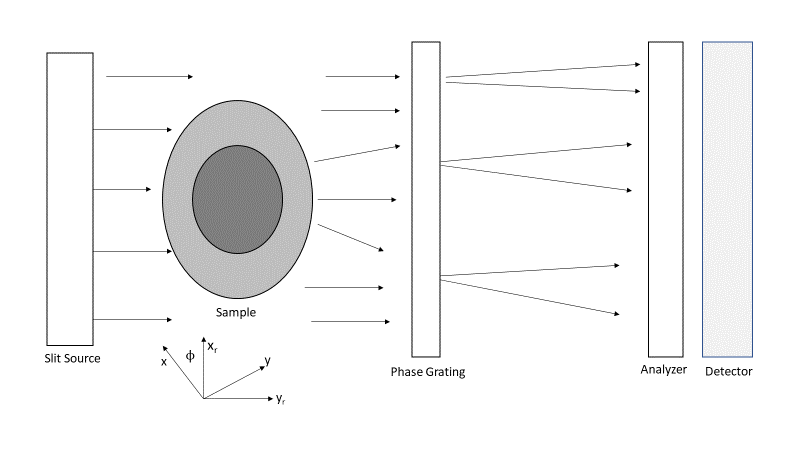 Slit Source
Sample
x
ϕ
xᵣ
y
yᵣ
Phase Grating
Analyzer
Detector